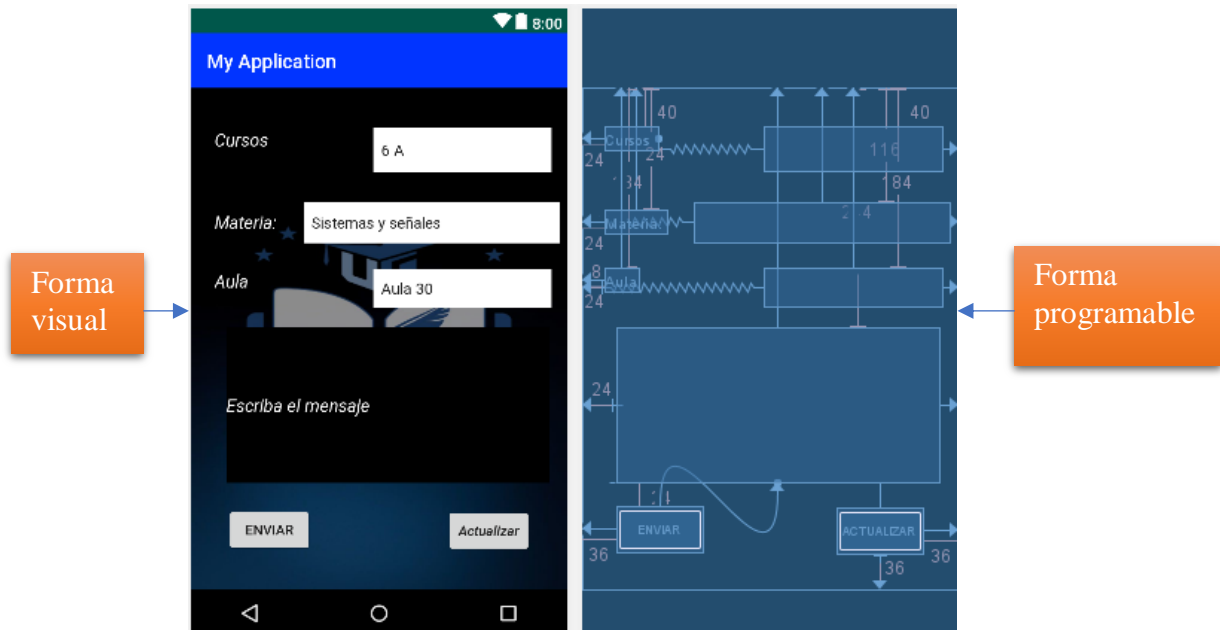 8:00
My Application
Cursos
6 A
Materia:
Sistemas y señales
Aula
Aula 30
Escriba el mensaje
ENVIAR
Actualizar
Forma
visual
40
40
Cursos
24
24
116
184
184
Materia:
24
8
Aula
24
24
ENVIAR
ACTUALIZAR
36
36
36
Forma
programable